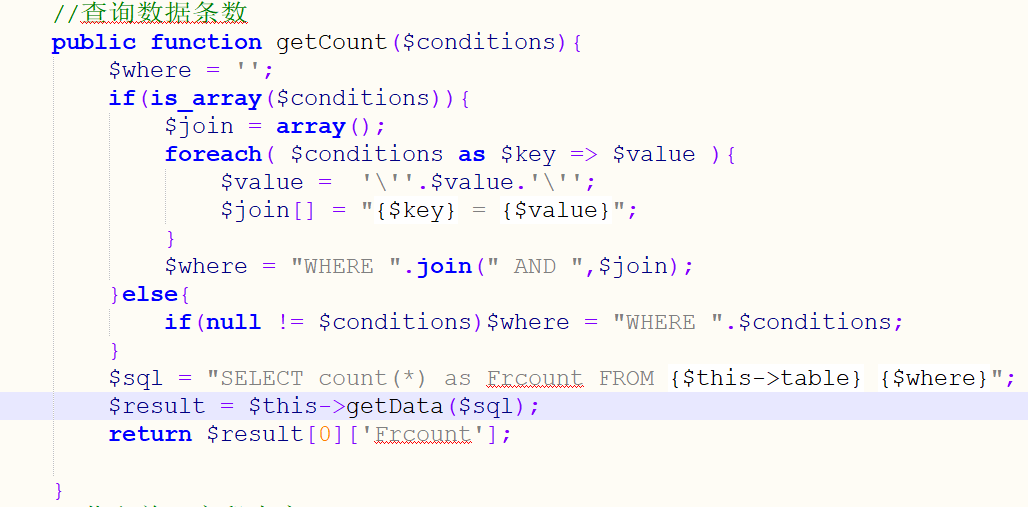 //查询数据条数
public function getCount($conditions){
$where = '';
if(is_array($conditions)){
$join = array();
foreach( $conditions as $key => $value ){
$value =  '\''.$value.'\'';
$join[] = "{$key} = {$value}";
}
$where = "WHERE ".join(" AND ",$join);
}else{
if(null != $conditions)$where = "WHERE ".$conditions;
}
$sql = "SELECT count(*) as Frcount FROM {$this->table} {$where}";
$result = $this->getData($sql);
return $result[0]['Frcount'];
}